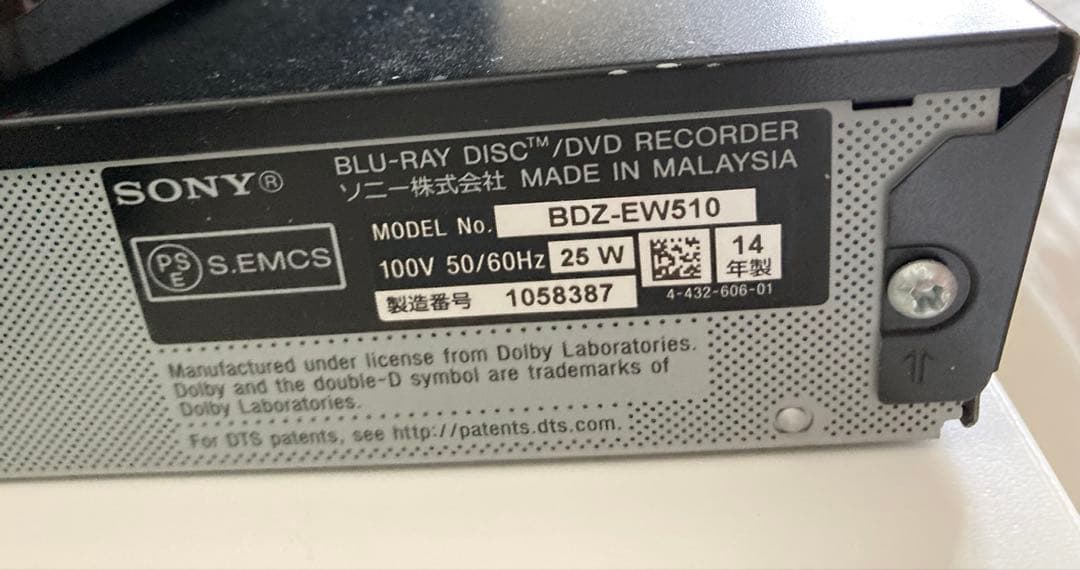 SONY®
BLU-RAY DISC™/DVD RECORDER
ソニー株式会社 MADE IN MALAYSIA
MODEL No. BDZ-EW510
PSE S.EMCS
100V 50/60Hz 25 W
14年製
製造番号 1058387
4-432-606-01
Manufactured under license from Dolby Laboratories.
Dolby and the double-D symbol are trademarks of
Dolby Laboratories.
For DTS patents, see http://patents.dts.com.